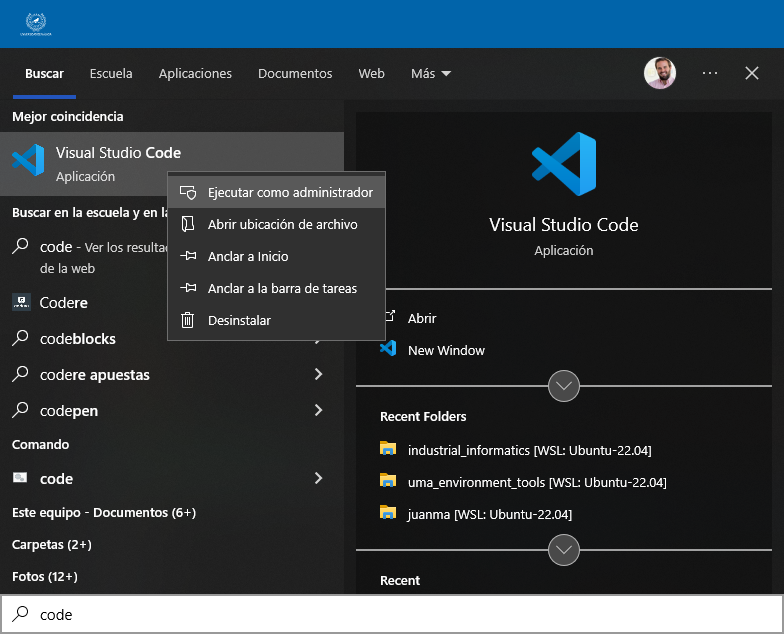 Buscar
Escuela
Aplicaciones
Documentos
Web
Más
Mejor coincidencia
Visual Studio Code
Aplicación
Buscar en la escuela y en la
code - Ver los resulta
de la web
Codere
codeblocks
codere apuestas
codepen
Comando
code
Este equipo - Documentos (6+)
Carpetas (2+)
Fotos (12+)
Ejecutar como administrador
Abrir ubicación de archivo
Anclar a Inicio
Anclar a la barra de tareas
Desinstalar
Visual Studio Code
Aplicación
Abrir
New Window
Recent Folders
industrial_informatics [WSL: Ubuntu-22.04]
uma_environment_tools [WSL: Ubuntu-22.04]
juanma [WSL: Ubuntu-22.04]
Recent
code